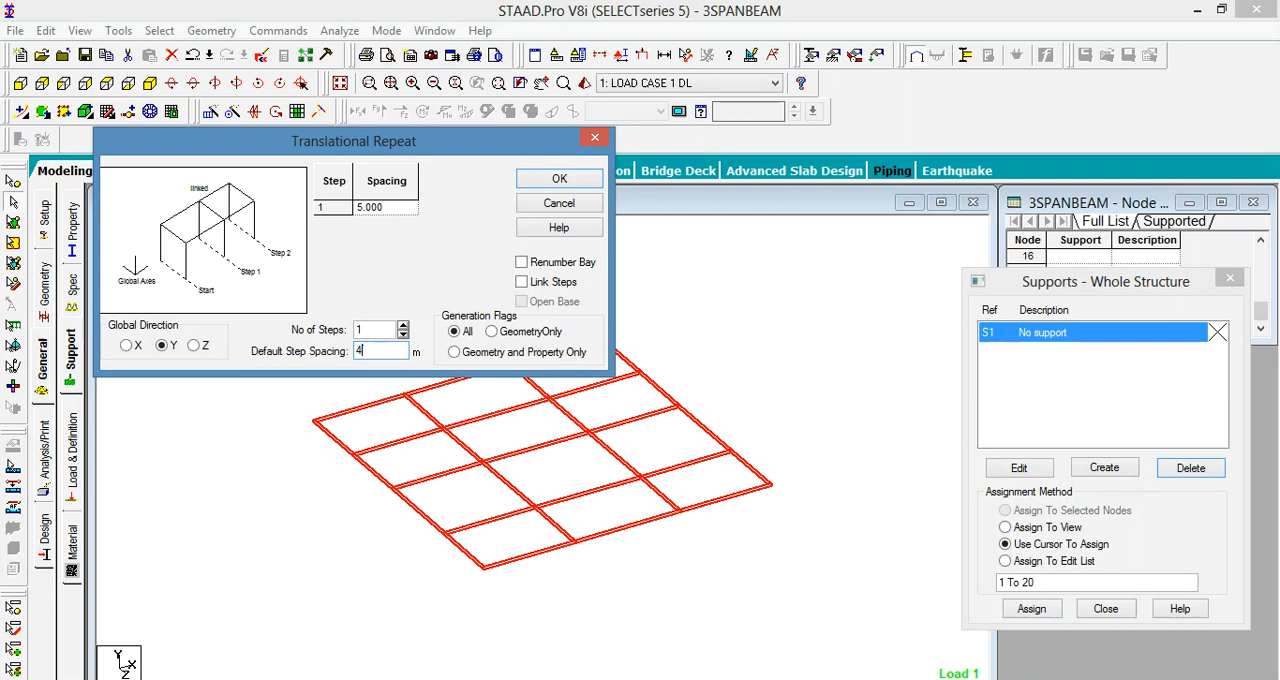 STAAD.Pro V8i (SELECTseries 5) - 3SPANBEAM
File Edit View Tools Select Geometry Commands Analyze Mode Window Help
1: LOAD CASE 1 DL
Translational Repeat
Modeling
Bridge Deck Advanced Slab Design Piping Earthquake
linked
Step 2
Step 1
Start
Global Axes
Step Spacing
1 5.000
OK
Cancel
Help
Renumber Bay
Link Steps
Open Base
Global Direction
X Y Z
No of Steps: 1
Default Step Spacing: 4 m
Generation Flags
All GeometryOnly
Geometry and Property Only
3SPANBEAM - Node ...
Full List Supported
Node Support Description
16
Supports - Whole Structure
Ref Description
S1 No support
Edit Create Delete
Assignment Method
Assign To Selected Nodes
Assign To View
Use Cursor To Assign
Assign To Edit List
1 To 20
Assign Close Help
Setup
Geometry
General
Analysis/Print
Design
Property
Spec
Support
Load & Definition
Material
Y
X
Z
Load 1